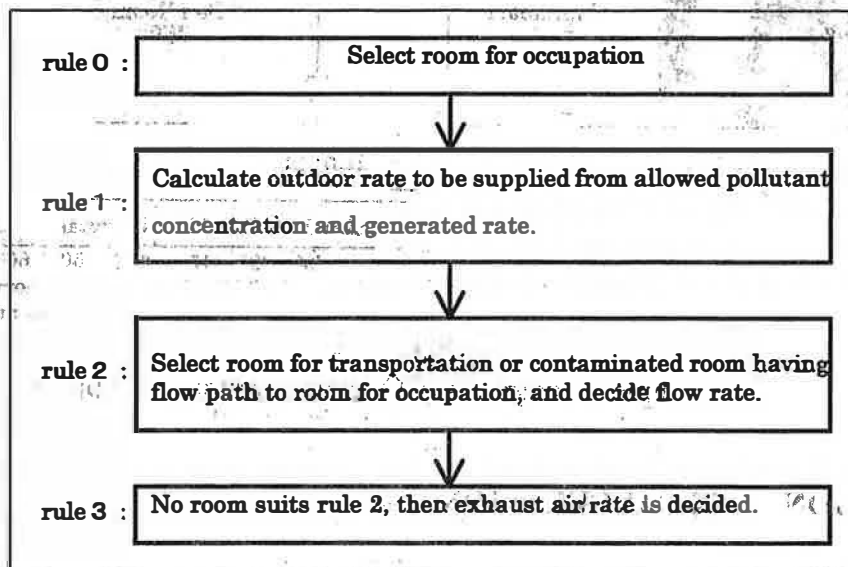 rule 0 :
Select room for occupation
rule 1 :
Calculate outdoor rate to be supplied from allowed pollutant
concentration and generated rate.
rule 2 :
Select room for transportation or contaminated room having
flow path to room for occupation, and decide flow rate.
rule 3 :
No room suits rule 2, then exhaust air rate is decided.